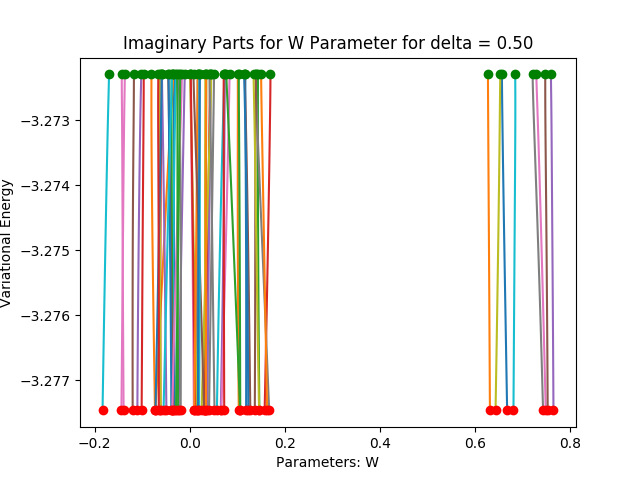 Imaginary Parts for W Parameter for delta = 0.50
Variational Energy
−3.273
−3.274
−3.275
−3.276
−3.277
−0.2 0.0 0.2 0.4 0.6 0.8
Parameters: W